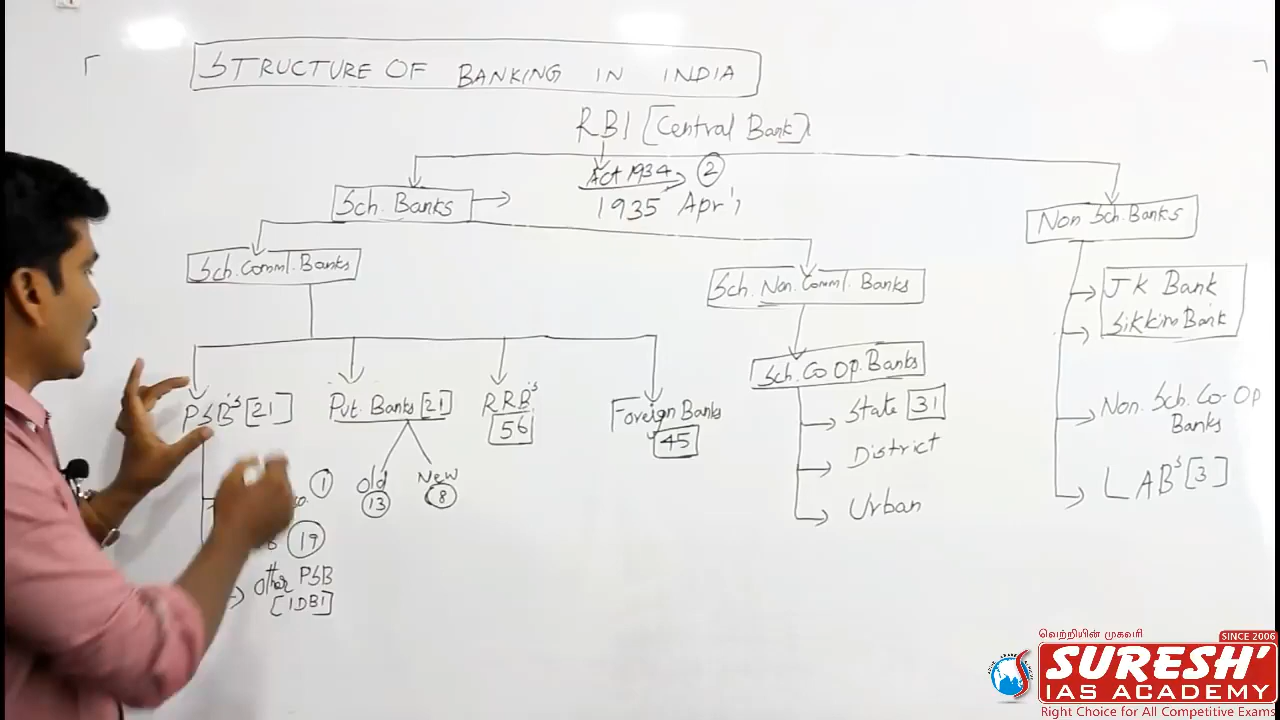 STRUCTURE OF BANKING IN INDIA
RBI [Central Bank]
Act 1934 2
1935 Apr'1
Sch. Banks
Non Sch. Banks
Sch. Comml. Banks
Sch. Non. Comml. Banks
JK Bank
Sikkim Bank
Sch. Co Op. Banks
PSB's [21]
Pvt. Banks [21]
RRB's
56
Foreign Banks
45
State [31]
District
Urban
Non. Sch. Co-Op
Banks
LAB's [3]
Old
13
New
8
1
19
Other PSB
[IDBI]
வெற்றியின் முகவரி
SINCE 2006
SURESH'
IAS ACADEMY
Right Choice for All Competitive Exams